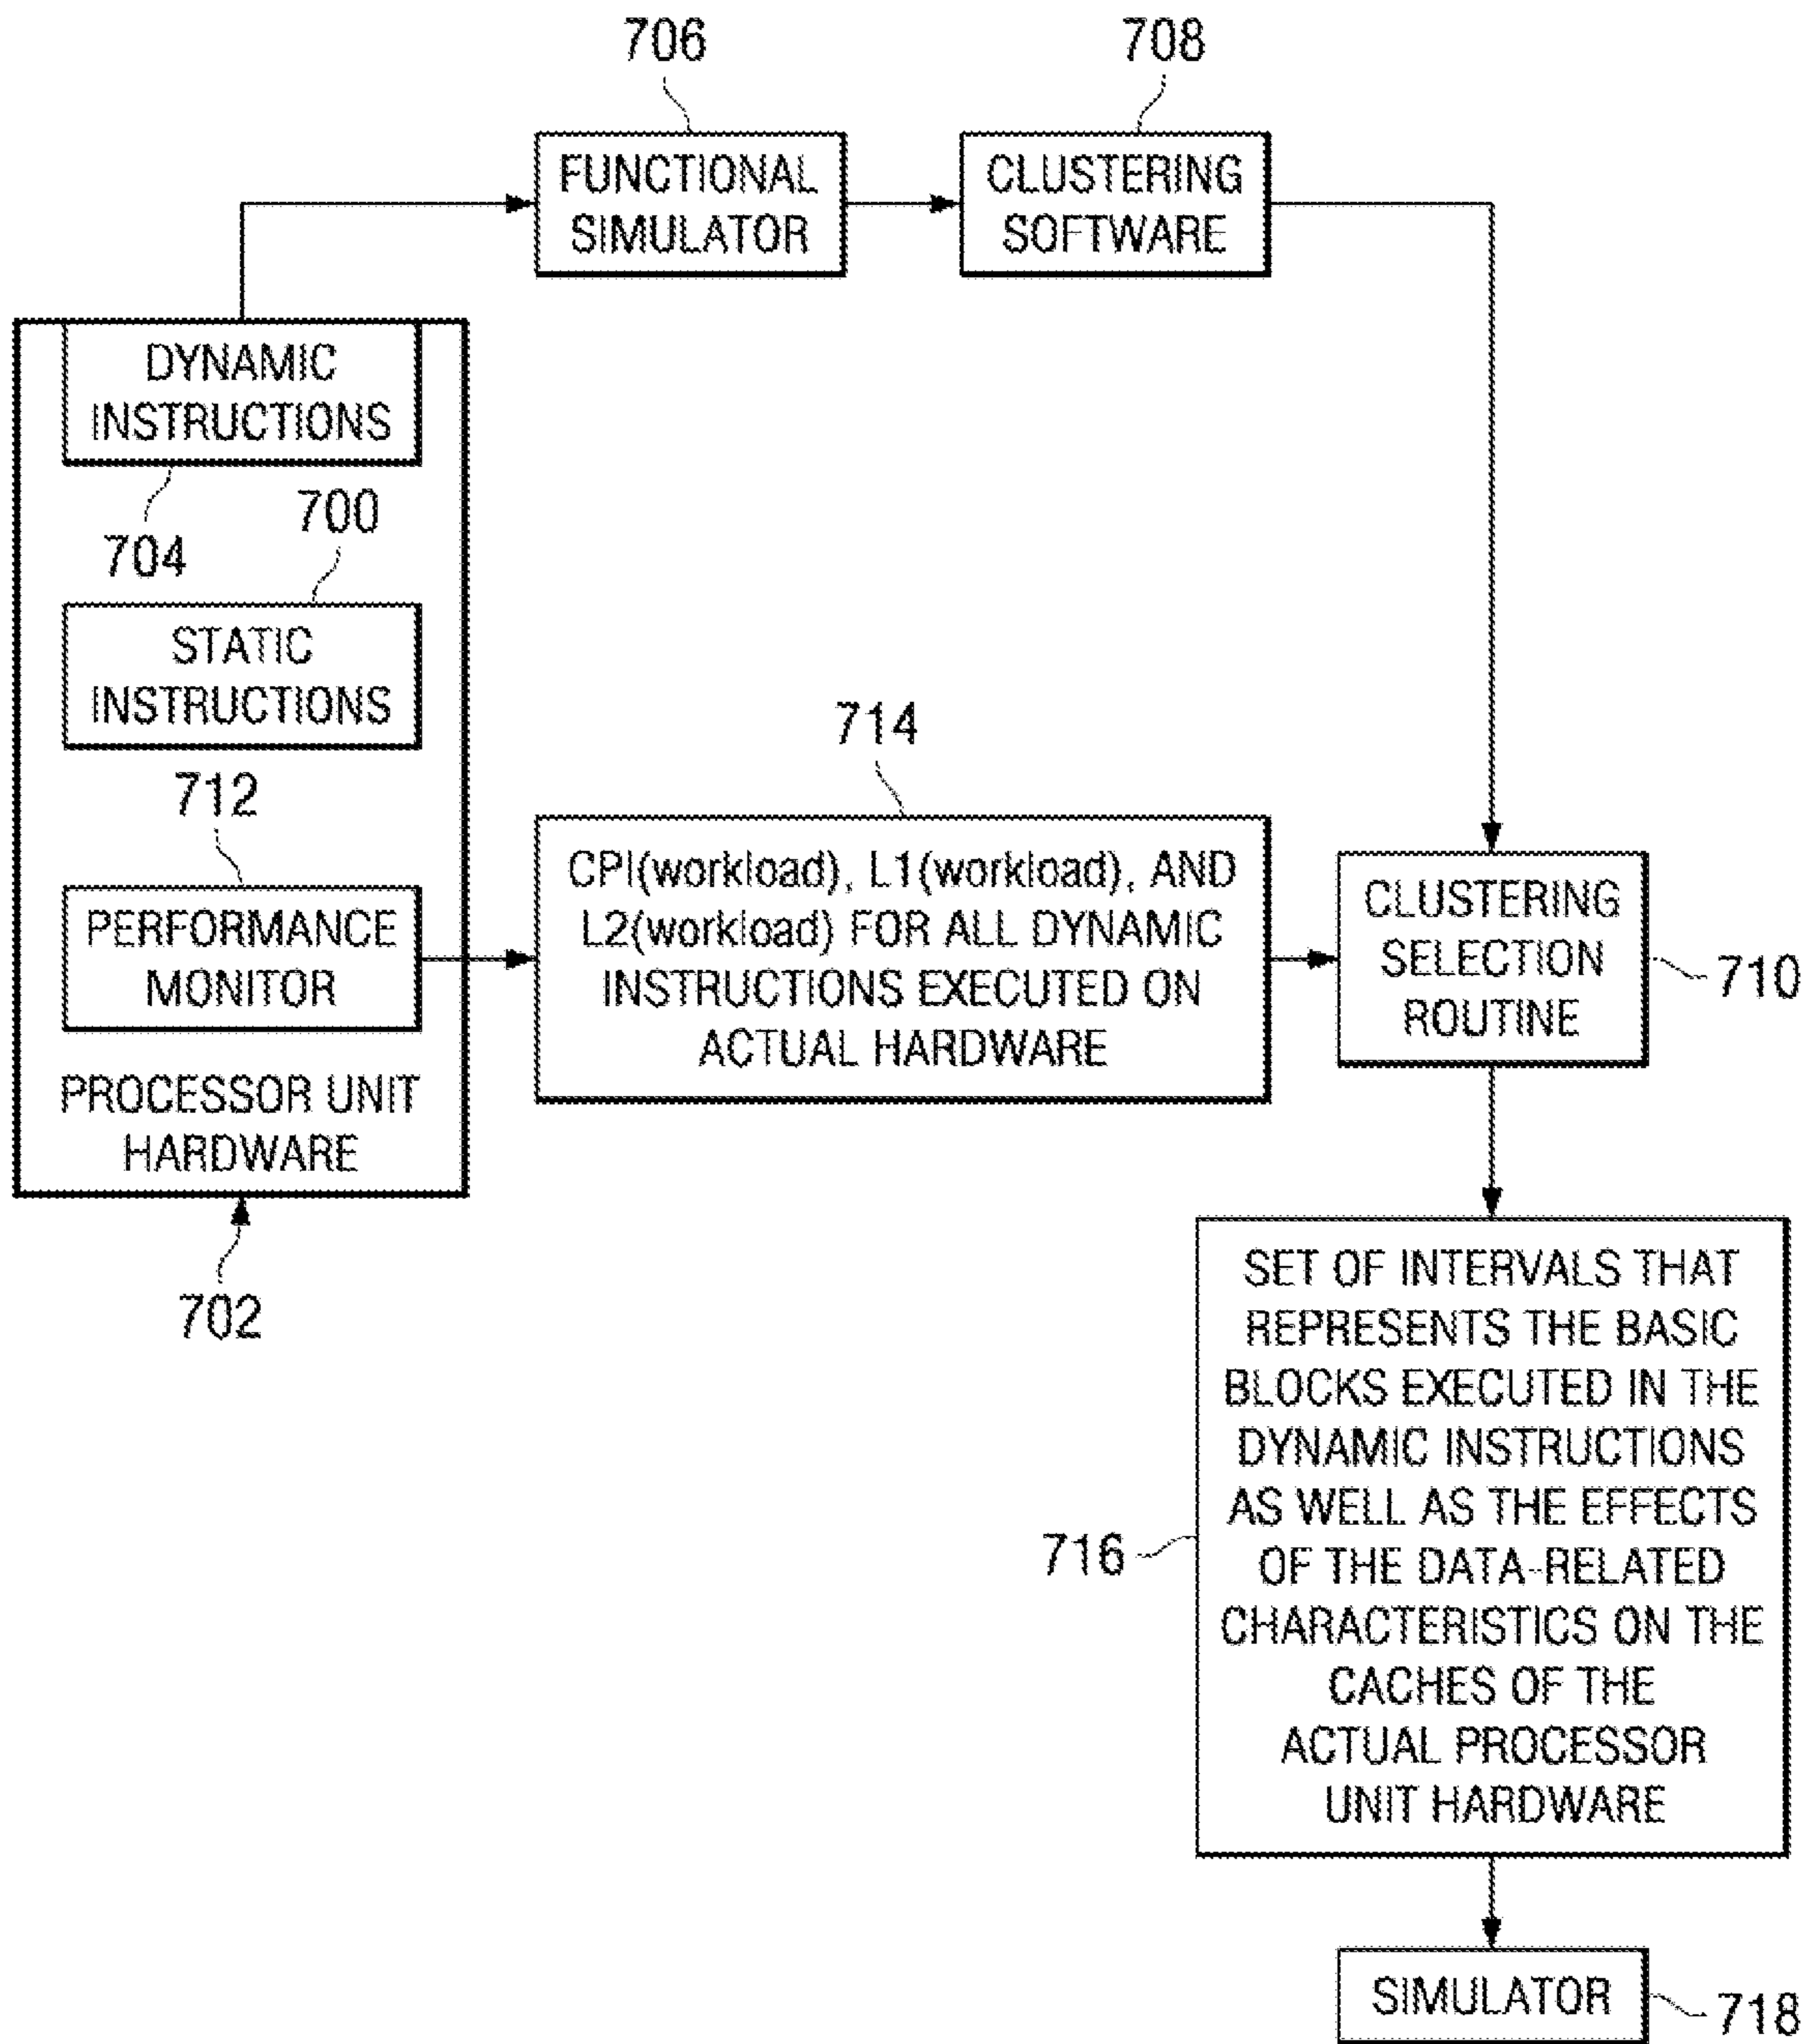 706
708
FUNCTIONAL
SIMULATOR
CLUSTERING
SOFTWARE
DYNAMIC
INSTRUCTIONS
704
700
STATIC
INSTRUCTIONS
712
PERFORMANCE
MONITOR
PROCESSOR UNIT
HARDWARE
702
714
CPI(workload), L1(workload), AND
L2(workload) FOR ALL DYNAMIC
INSTRUCTIONS EXECUTED ON
ACTUAL HARDWARE
CLUSTERING
SELECTION
ROUTINE
710
SET OF INTERVALS THAT
REPRESENTS THE BASIC
BLOCKS EXECUTED IN THE
DYNAMIC INSTRUCTIONS
AS WELL AS THE EFFECTS
OF THE DATA-RELATED
CHARACTERISTICS ON THE
CACHES OF THE
ACTUAL PROCESSOR
UNIT HARDWARE
716
SIMULATOR
718